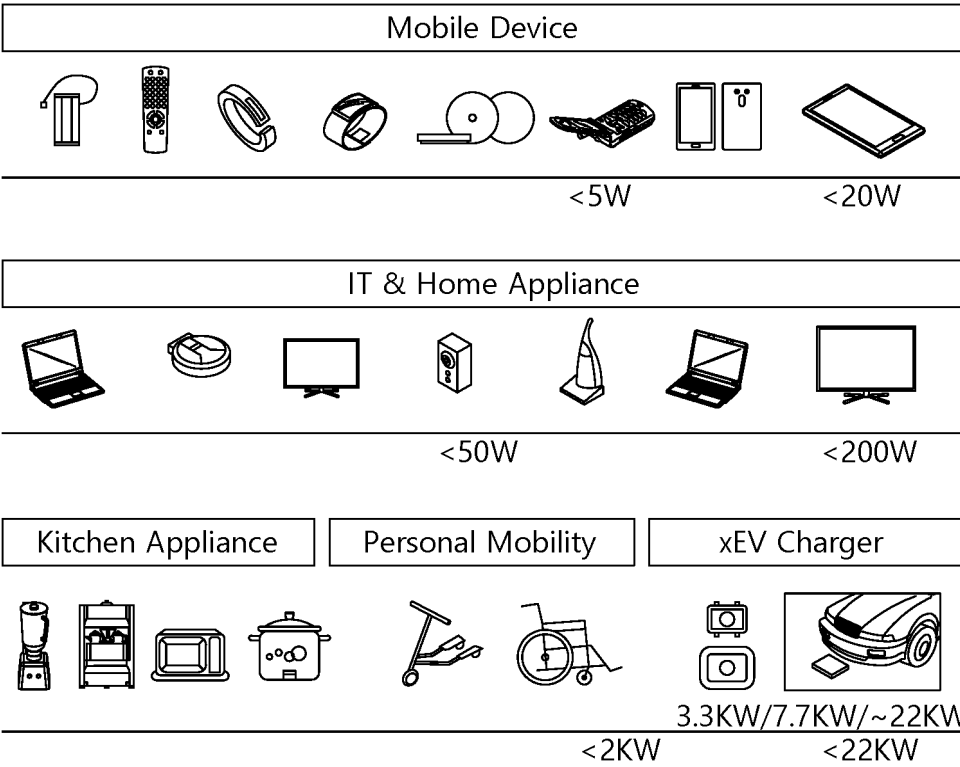 Mobile Device
<5W <20W
IT & Home Appliance
<50W <200W
Kitchen Appliance Personal Mobility xEV Charger
3.3KW/7.7KW/~22KW
<2KW <22KW